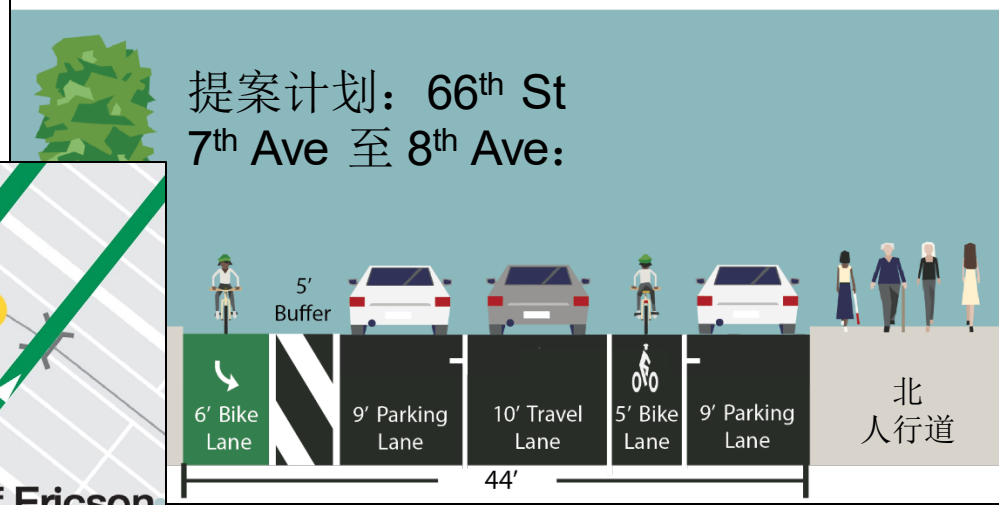 提案计划：66th St
7th Ave 至 8th Ave：
5’
Buffer
6’ Bike
Lane
9’ Parking
Lane
10’ Travel
Lane
5’ Bike
Lane
9’ Parking
Lane
北
人行道
44’
Ericson